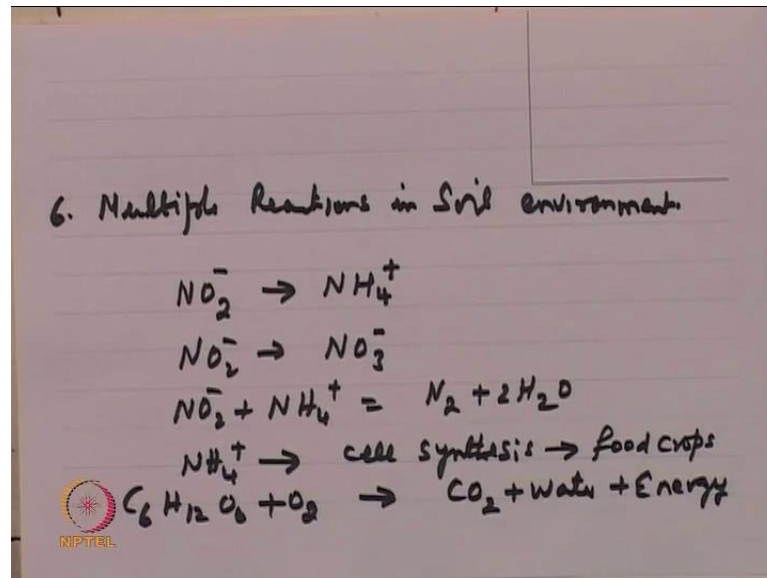 6. Multiple Reactions in Soil environment.
NO₂⁻ → NH₄⁺
NO₂⁻ → NO₃⁻
NO₂⁻ + NH₄⁺ = N₂ + 2H₂O
NH₄⁺ → cell synthesis → food crops
C₆H₁₂O₆ + O₂ → CO₂ + Water + Energy
NPTEL